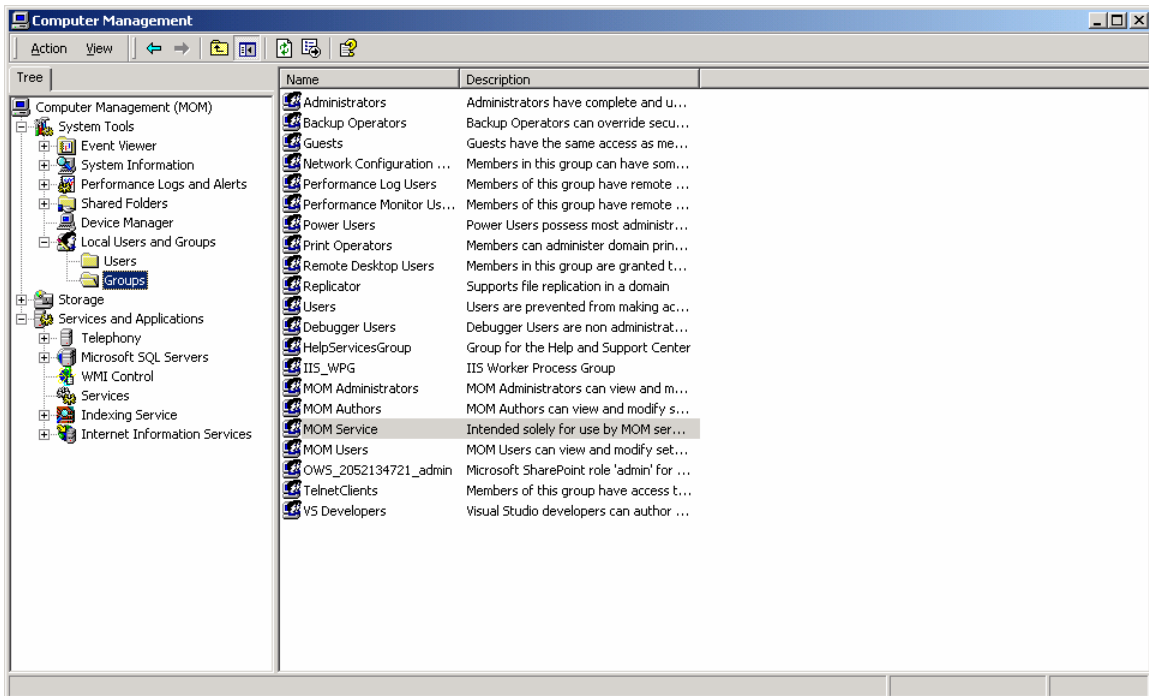 Computer Management
Action View
Tree
Computer Management (MOM)
System Tools
Event Viewer
System Information
Performance Logs and Alerts
Shared Folders
Device Manager
Local Users and Groups
Users
Groups
Storage
Services and Applications
Telephony
Microsoft SQL Servers
WMI Control
Services
Indexing Service
Internet Information Services
Name Description
Administrators Administrators have complete and u...
Backup Operators Backup Operators can override secu...
Guests Guests have the same access as me...
Network Configuration ... Members in this group can have som...
Performance Log Users Members of this group have remote ...
Performance Monitor Us... Members of this group have remote ...
Power Users Power Users possess most administr...
Print Operators Members can administer domain prin...
Remote Desktop Users Members in this group are granted t...
Replicator Supports file replication in a domain
Users Users are prevented from making ac...
Debugger Users Debugger Users are non administrat...
HelpServicesGroup Group for the Help and Support Center
IIS_WPG IIS Worker Process Group
MOM Administrators MOM Administrators can view and m...
MOM Authors MOM Authors can view and modify s...
MOM Service Intended solely for use by MOM ser...
MOM Users MOM Users can view and modify set...
OWS_2052134721_admin Microsoft SharePoint role 'admin' for ...
TelnetClients Members of this group have access t...
VS Developers Visual Studio developers can author ...